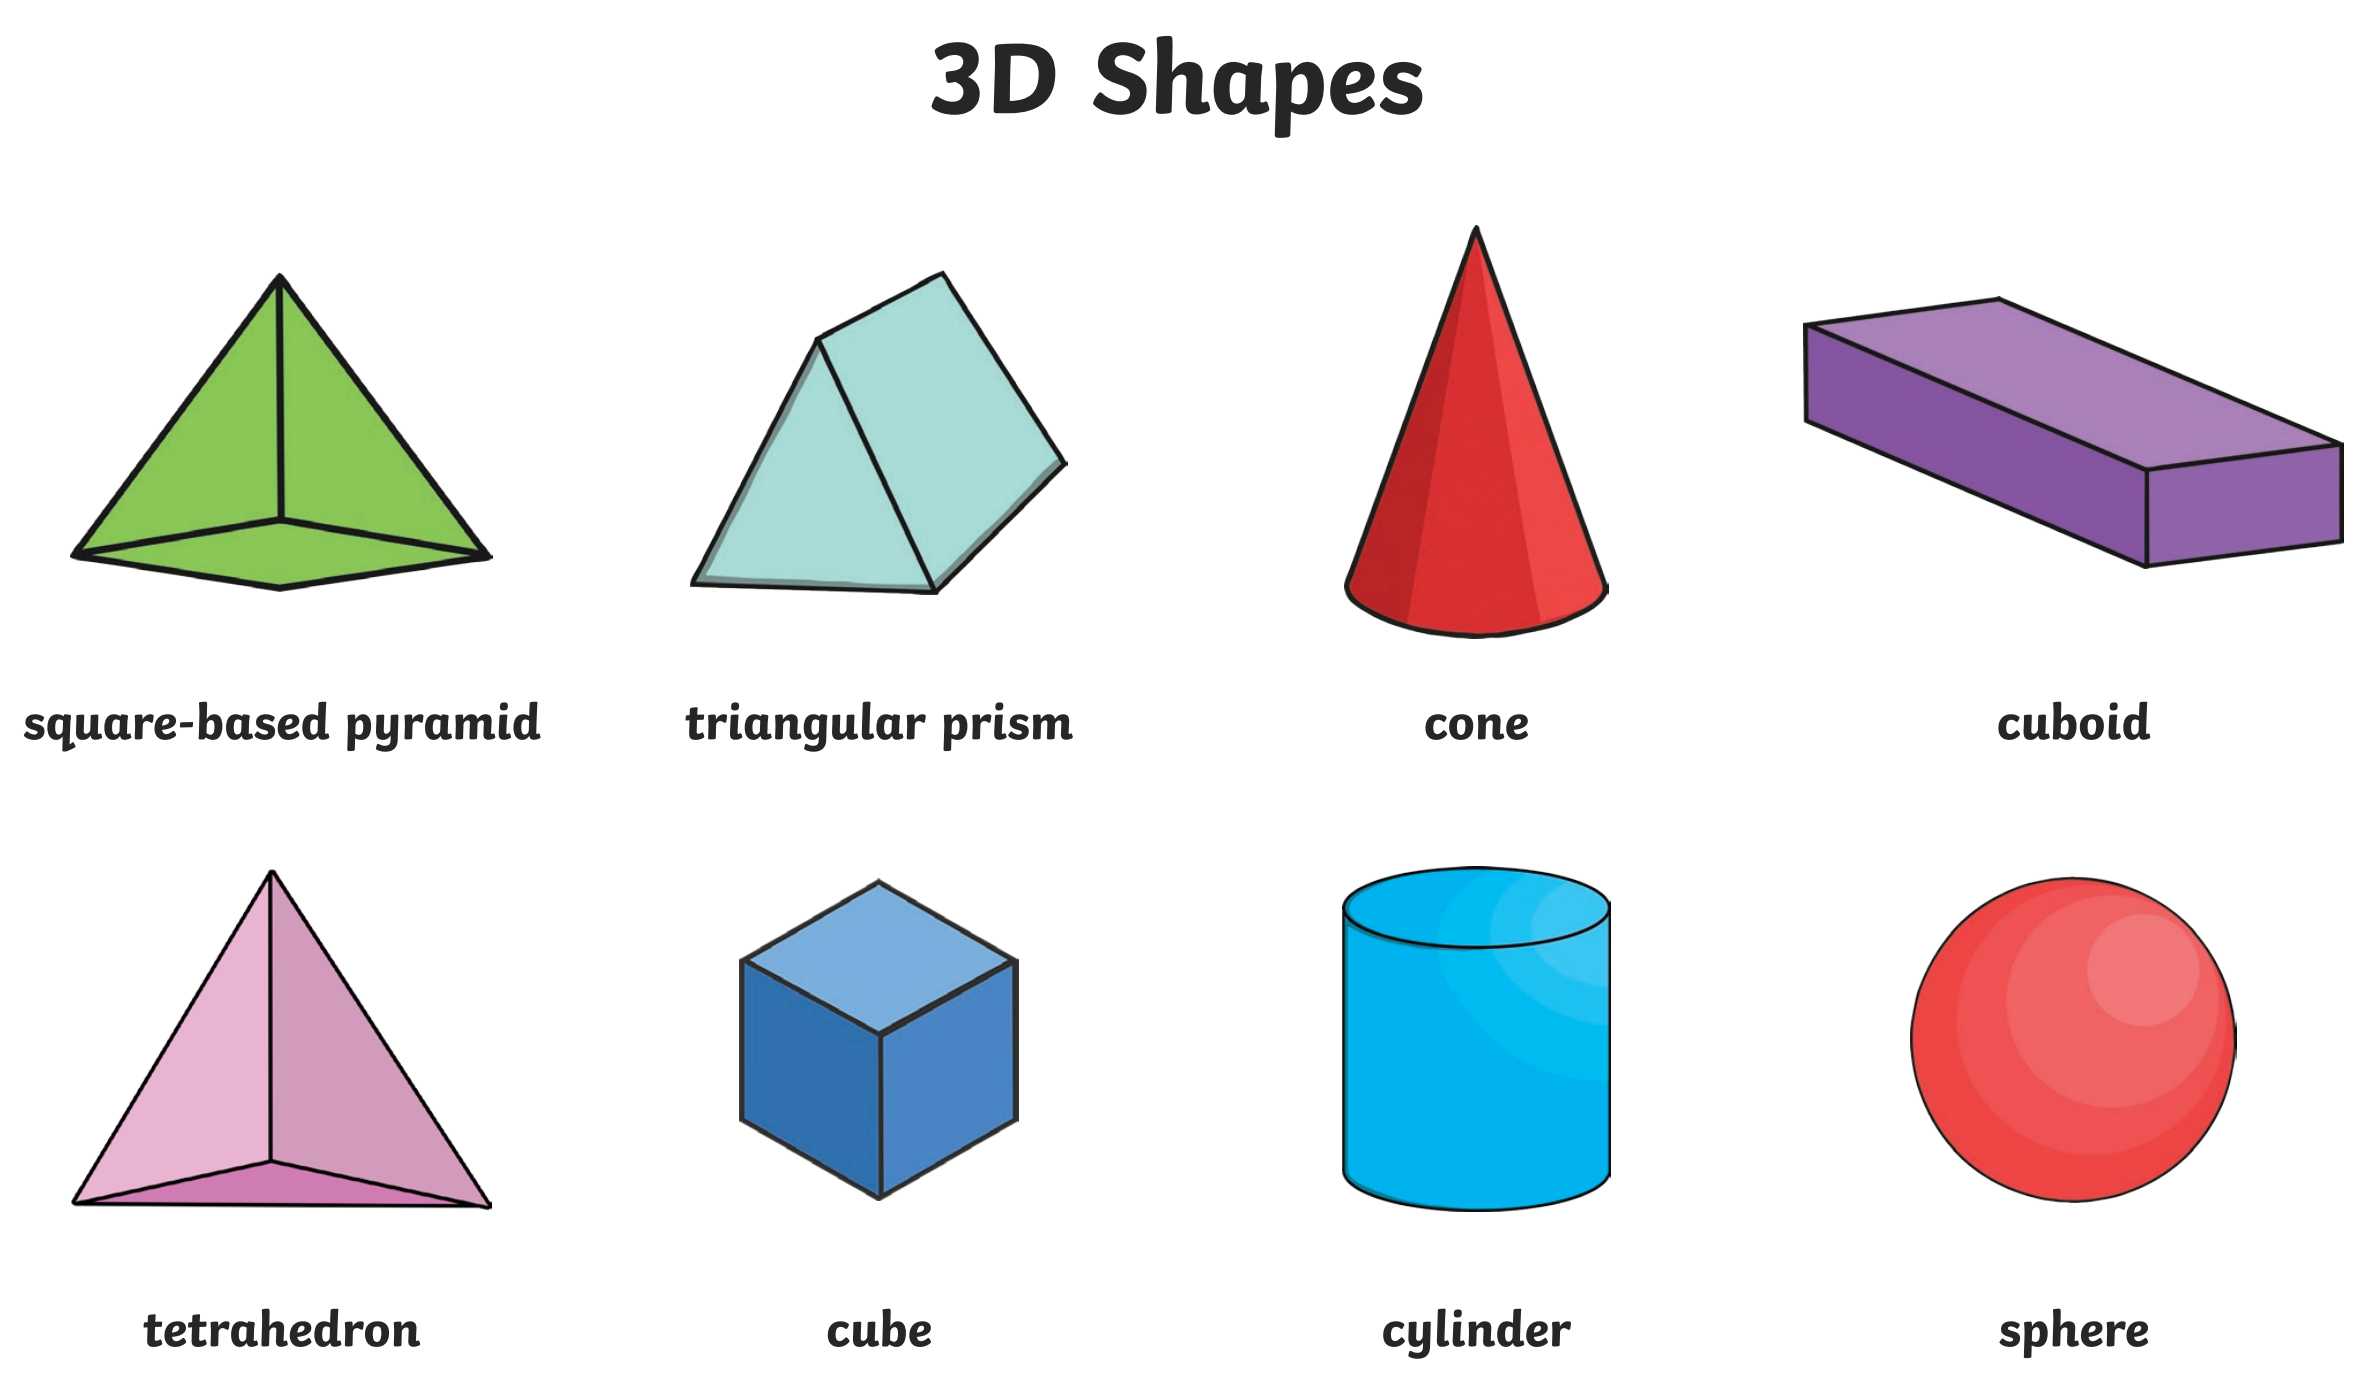 3D Shapes
square-based pyramid
triangular prism
cone
cuboid
tetrahedron
cube
cylinder
sphere